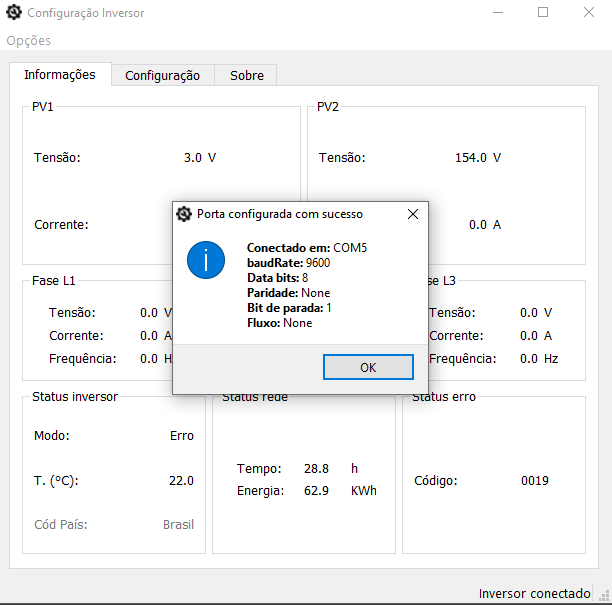 Configuração Inversor
Opções
Informações Configuração Sobre
PV1 PV2
Tensão: 3.0 V Tensão: 154.0 V
Corrente: 0.0 A
Porta configurada com sucesso
Conectado em: COM5
baudRate: 9600
Data bits: 8
Paridade: None
Bit de parada: 1
Fluxo: None
OK
Fase L1 se L3
Tensão: 0.0 V Tensão: 0.0 V
Corrente: 0.0 A Corrente: 0.0 A
Frequência: 0.0 H Frequência: 0.0 Hz
Status inversor Status rede Status erro
Modo: Erro
T. (°C): 22.0
Cód País: Brasil
Tempo: 28.8 h
Energia: 62.9 KWh
Código: 0019
Inversor conectado